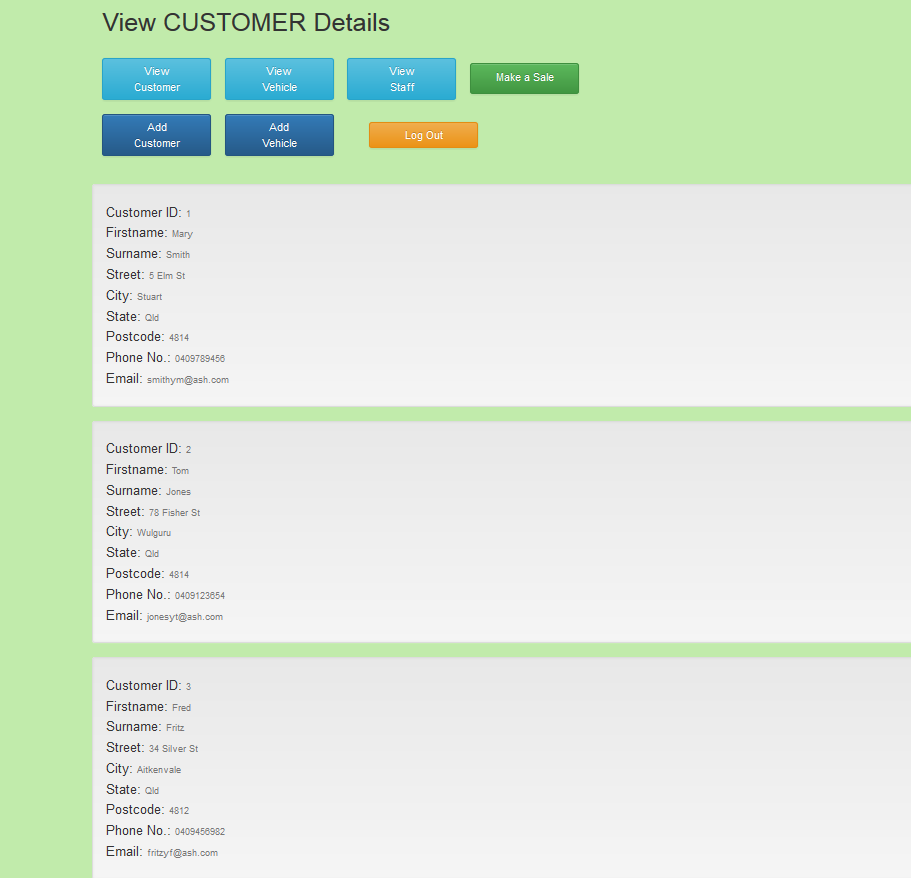 View CUSTOMER Details
View
Customer
View
Vehicle
View
Staff
Make a Sale
Add
Customer
Add
Vehicle
Log Out
Customer ID: 1
Firstname: Mary
Surname: Smith
Street: 5 Elm St
City: Stuart
State: Qld
Postcode: 4814
Phone No.: 0409789456
Email: smithym@ash.com
Customer ID: 2
Firstname: Tom
Surname: Jones
Street: 78 Fisher St
City: Wulguru
State: Qld
Postcode: 4814
Phone No.: 0409123654
Email: jonesyt@ash.com
Customer ID: 3
Firstname: Fred
Surname: Fritz
Street: 34 Silver St
City: Aitkenvale
State: Qld
Postcode: 4812
Phone No.: 0409456982
Email: fritzyf@ash.com